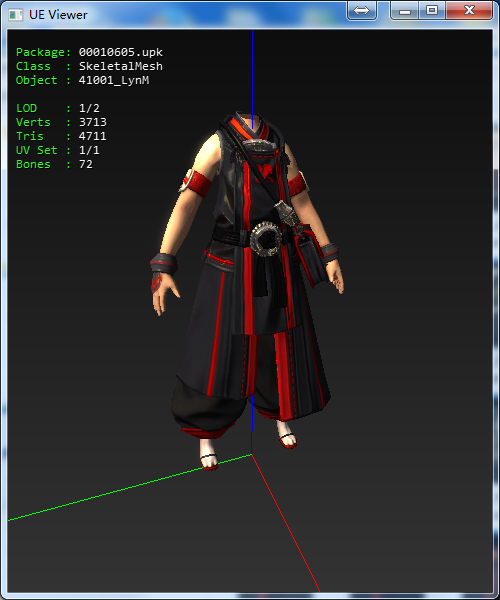 UE Viewer
Package: 00010605.upk
Class : SkeletalMesh
Object : 41001_LynM
LOD : 1/2
Verts : 3713
Tris : 4711
UV Set : 1/1
Bones : 72